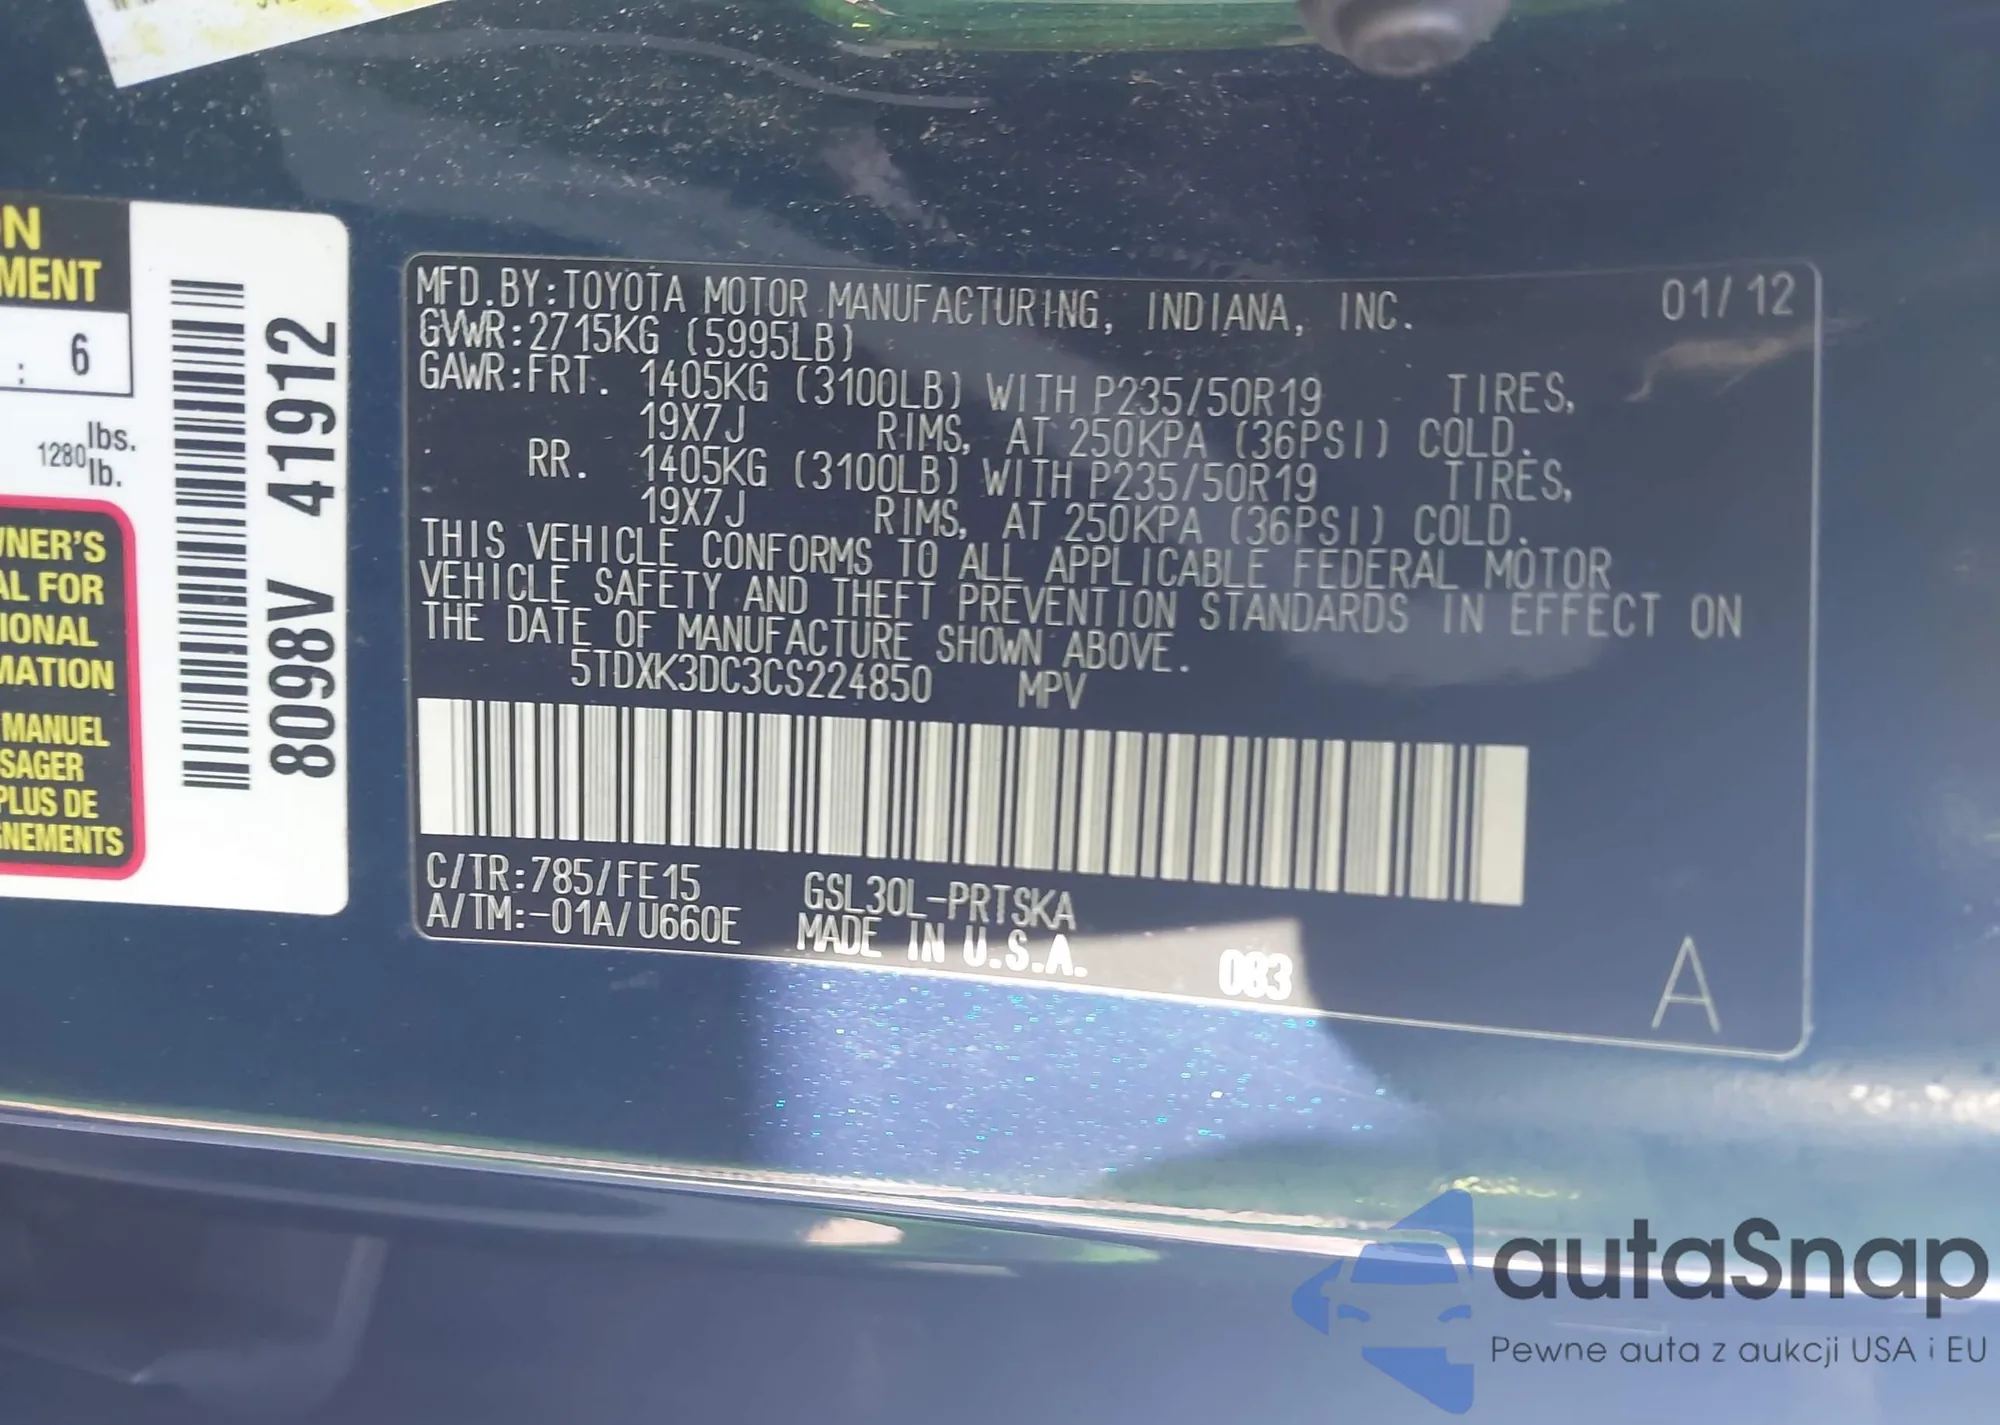 ON
MENT
: 6
1280 lbs.
lb.
WNER'S
AL FOR
IONAL
MATION
MANUEL
SAGER
PLUS DE
GNEMENTS
8098V 41912
MFD.BY:TOYOTA MOTOR MANUFACTURING, INDIANA, INC. 01/12
GVWR:2715KG (5995LB)
GAWR:FRT. 1405KG (3100LB) WITH P235/50R19 TIRES,
19X7J RIMS, AT 250KPA (36PSI) COLD.
RR. 1405KG (3100LB) WITH P235/50R19 TIRES,
19X7J RIMS, AT 250KPA (36PSI) COLD.
THIS VEHICLE CONFORMS TO ALL APPLICABLE FEDERAL MOTOR
VEHICLE SAFETY AND THEFT PREVENTION STANDARDS IN EFFECT ON
THE DATE OF MANUFACTURE SHOWN ABOVE.
5TDXK3DC3CS224850 MPV
C/TR:785/FE15 GSL30L-PRTSKA
A/TM:-01A/U660E MADE IN U.S.A. 083 A
autaSnap
Pewne auta z aukcji USA i EU